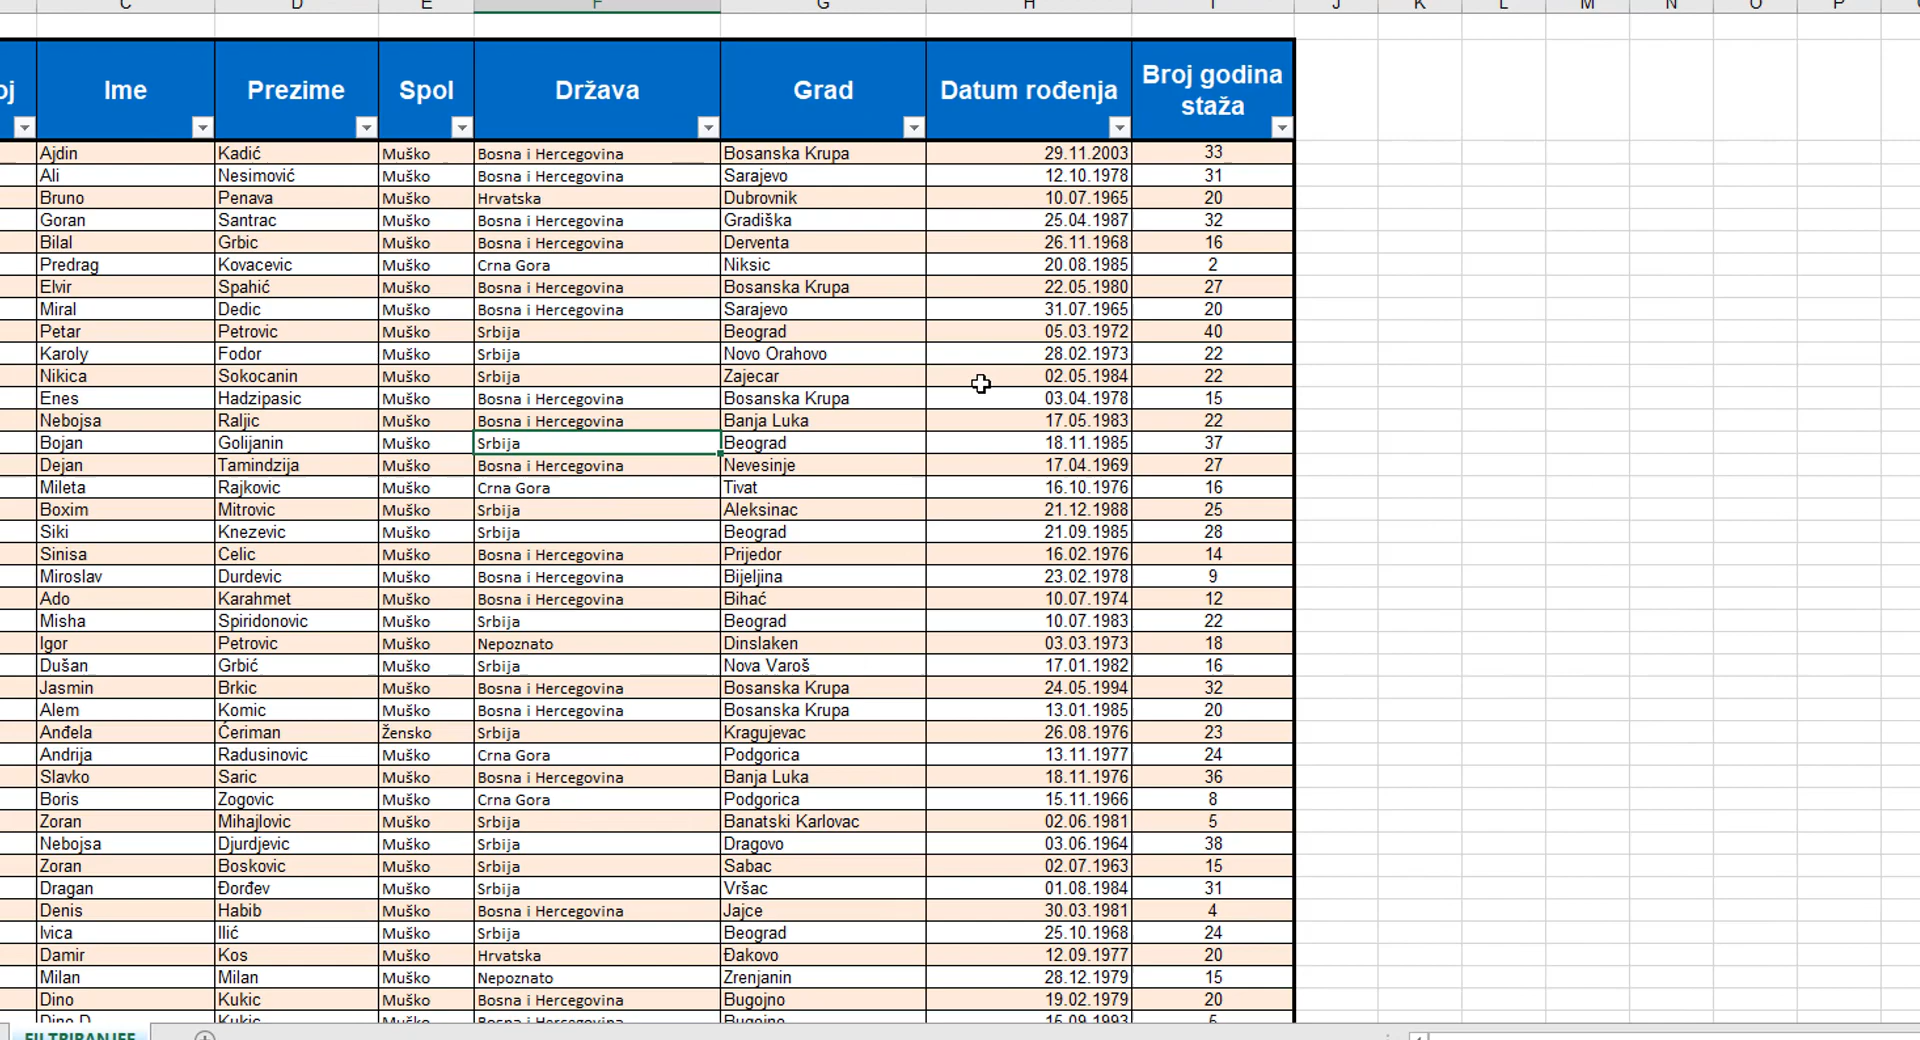 C D E F G H I J K L M N O P
oj Ime Prezime Spol Država Grad Datum rođenja Broj godina staža
Ajdin Kadić Muško Bosna i Hercegovina Bosanska Krupa 29.11.2003 33
Ali Nesimović Muško Bosna i Hercegovina Sarajevo 12.10.1978 31
Bruno Penava Muško Hrvatska Dubrovnik 10.07.1965 20
Goran Santrac Muško Bosna i Hercegovina Gradiška 25.04.1987 32
Bilal Grbic Muško Bosna i Hercegovina Derventa 26.11.1968 16
Predrag Kovacevic Muško Crna Gora Niksic 20.08.1985 2
Elvir Spahić Muško Bosna i Hercegovina Bosanska Krupa 22.05.1980 27
Miral Dedic Muško Bosna i Hercegovina Sarajevo 31.07.1965 20
Petar Petrovic Muško Srbija Beograd 05.03.1972 40
Karoly Fodor Muško Srbija Novo Orahovo 28.02.1973 22
Nikica Sokocanin Muško Srbija Zajecar 02.05.1984 22
Enes Hadzipasic Muško Bosna i Hercegovina Bosanska Krupa 03.04.1978 15
Nebojsa Raljic Muško Bosna i Hercegovina Banja Luka 17.05.1983 22
Bojan Golijanin Muško Srbija Beograd 18.11.1985 37
Dejan Tamindzija Muško Bosna i Hercegovina Nevesinje 17.04.1969 27
Mileta Rajkovic Muško Crna Gora Tivat 16.10.1976 16
Boxim Mitrovic Muško Srbija Aleksinac 21.12.1988 25
Siki Knezevic Muško Srbija Beograd 21.09.1985 28
Sinisa Celic Muško Bosna i Hercegovina Prijedor 16.02.1976 14
Miroslav Durdevic Muško Bosna i Hercegovina Bijeljina 23.02.1978 9
Ado Karahmet Muško Bosna i Hercegovina Bihać 10.07.1974 12
Misha Spiridonovic Muško Srbija Beograd 10.07.1983 22
Igor Petrovic Muško Nepoznato Dinslaken 03.03.1973 18
Dušan Grbić Muško Srbija Nova Varoš 17.01.1982 16
Jasmin Brkic Muško Bosna i Hercegovina Bosanska Krupa 24.05.1994 32
Alem Komic Muško Bosna i Hercegovina Bosanska Krupa 13.01.1985 20
Anđela Ćeriman Žensko Srbija Kragujevac 26.08.1976 23
Andrija Radusinovic Muško Crna Gora Podgorica 13.11.1977 24
Slavko Saric Muško Bosna i Hercegovina Banja Luka 18.11.1976 36
Boris Zogovic Muško Crna Gora Podgorica 15.11.1966 8
Zoran Mihajlovic Muško Srbija Banatski Karlovac 02.06.1981 5
Nebojsa Djurdjevic Muško Srbija Dragovo 03.06.1964 38
Zoran Boskovic Muško Srbija Sabac 02.07.1963 15
Dragan Đorđev Muško Srbija Vršac 01.08.1984 31
Denis Habib Muško Bosna i Hercegovina Jajce 30.03.1981 4
Ivica Ilić Muško Srbija Beograd 25.10.1968 24
Damir Kos Muško Hrvatska Đakovo 12.09.1977 20
Milan Milan Muško Nepoznato Zrenjanin 28.12.1979 15
Dino Kukic Muško Bosna i Hercegovina Bugojno 19.02.1979 20
Dino D Kukic Muško Bosna i Hercegovina Bugojno 16.09.1993
FILTRIRANJE